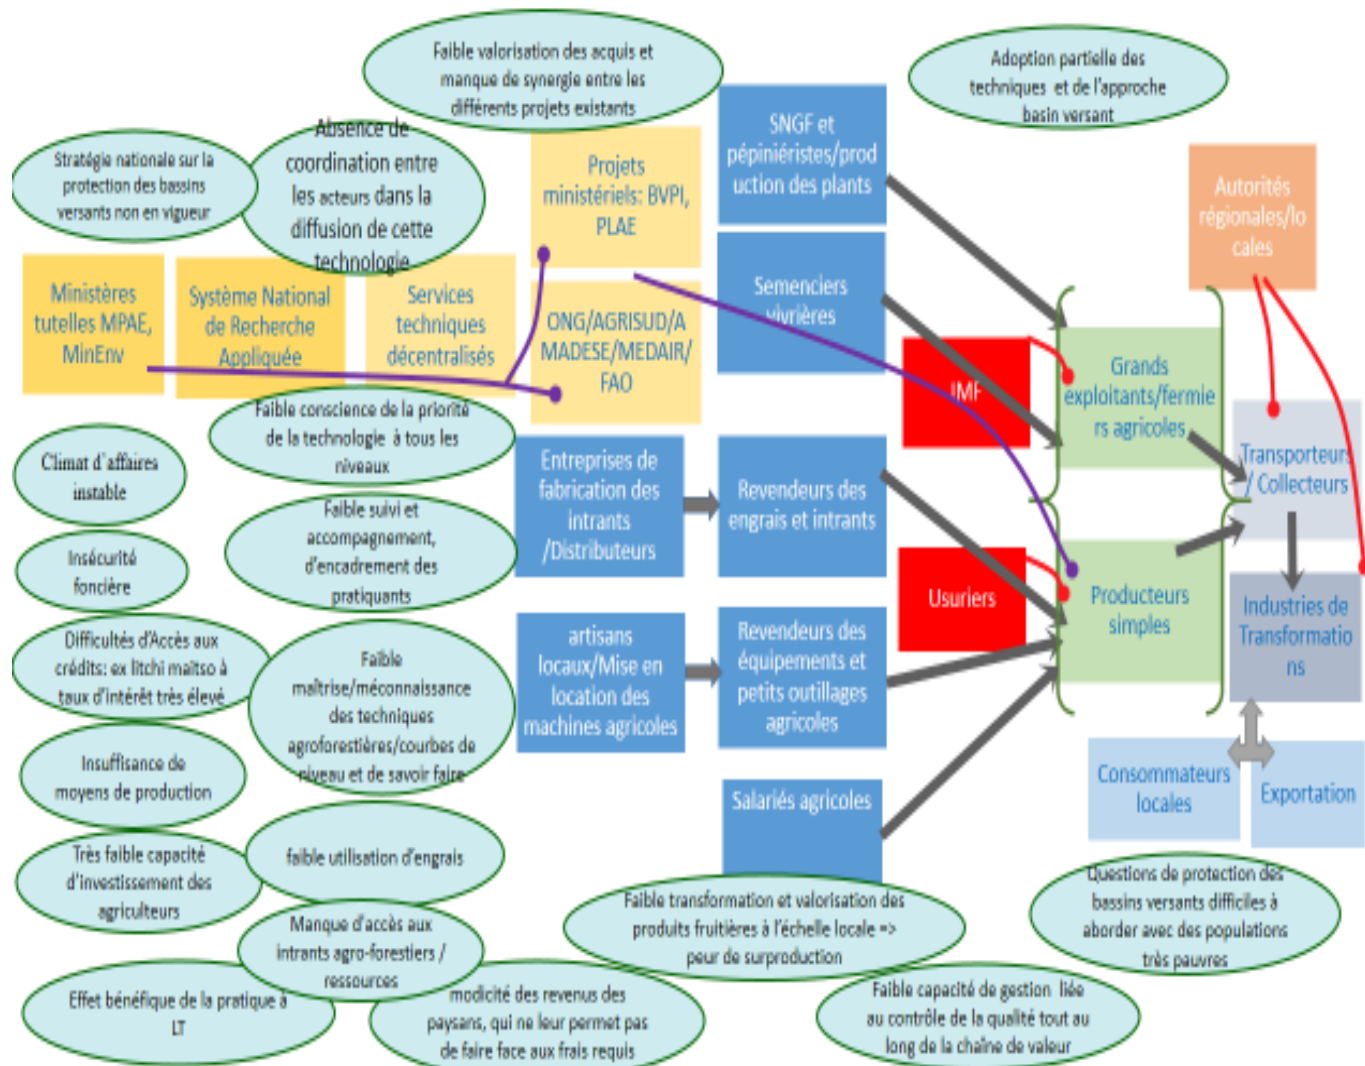 Faible valorisation des acquis et
manque de synergie entre les
différents projets existants
Adoption partielle des
techniques et de l'approche
basin versant
Stratégie nationale sur la
protection des bassins
versants non en vigueur
Absence de
coordination entre
les acteurs dans la
diffusion de cette
technologie
Projets
ministériels: BVPI,
PLAE
SNGF et
pépiniéristes/prod
uction des plants
Autorités
régionales/lo
cales
Ministères
tutelles MPAE,
MinEnv
Système National
de Recherche
Appliquée
Services
techniques
décentralisés
ONG/AGRISUD/A
MADESE/MEDAIR/
FAO
Semenciers
vivrières
IMF
Grands
exploitants/fermie
rs agricoles
Faible conscience de la priorité
de la technologie à tous les
niveaux
Climat d'affaires
instable
Entreprises de
fabrication des
intrants
/Distributeurs
Revendeurs des
engrais et intrants
Transporteurs
/ Collecteurs
Faible suivi et
accompagnement,
d'encadrement des
pratiquants
Insécurité
foncière
Usuriers
Producteurs
simples
Industries de
Transformatio
ns
Difficultés d'Accès aux
crédits: ex litchi maitso à
taux d'intérêt très élevé
Faible
maîtrise/méconnaissance
des techniques
agroforestières/courbes de
niveau et de savoir faire
artisans
locaux/Mise en
location des
machines agricoles
Revendeurs des
équipements et
petits outillages
agricoles
Insuffisance de
moyens de production
Salariés agricoles
Consommateurs
locales
Exportation
Très faible capacité
d'investissement des
agriculteurs
faible utilisation d'engrais
Faible transformation et valorisation des
produits fruitières à l'échelle locale =>
peur de surproduction
Questions de protection des
bassins versants difficiles à
aborder avec des populations
très pauvres
Manque d'accès aux
intrants agro-forestiers /
ressources
Effet bénéfique de la pratique à
LT
modicité des revenus des
paysans, qui ne leur permet pas
de faire face aux frais requis
Faible capacité de gestion liée
au contrôle de la qualité tout au
long de la chaîne de valeur